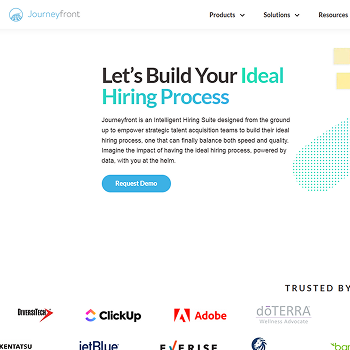 Journeyfront
Products Solutions Resources
Let's Build Your Ideal
Hiring Process
Journeyfront is an Intelligent Hiring Suite designed from the ground
up to empower strategic talent acquisition teams to build their ideal
hiring process, one that can finally balance both speed and quality.
Imagine the impact of having the ideal hiring process, powered by
data, with you at the helm.
Request Demo
TRUSTED BY
DIVERSITECH ClickUp Adobe dōTERRA
Wellness Advocate
KENTATSU jetBlue EVERISE